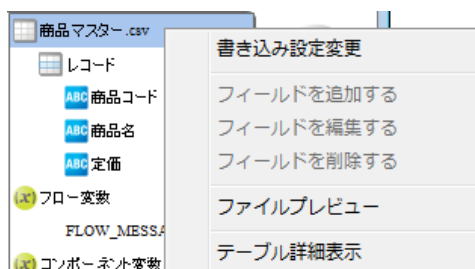 商品マスター.csv
レコード
ABC 商品コード
ABC 商品名
ABC 定価
(x) フロー変数
FLOW_MESSA
(x) コンポーネント変数
書き込み設定変更
フィールドを追加する
フィールドを編集する
フィールドを削除する
ファイルプレビュー
テーブル詳細表示